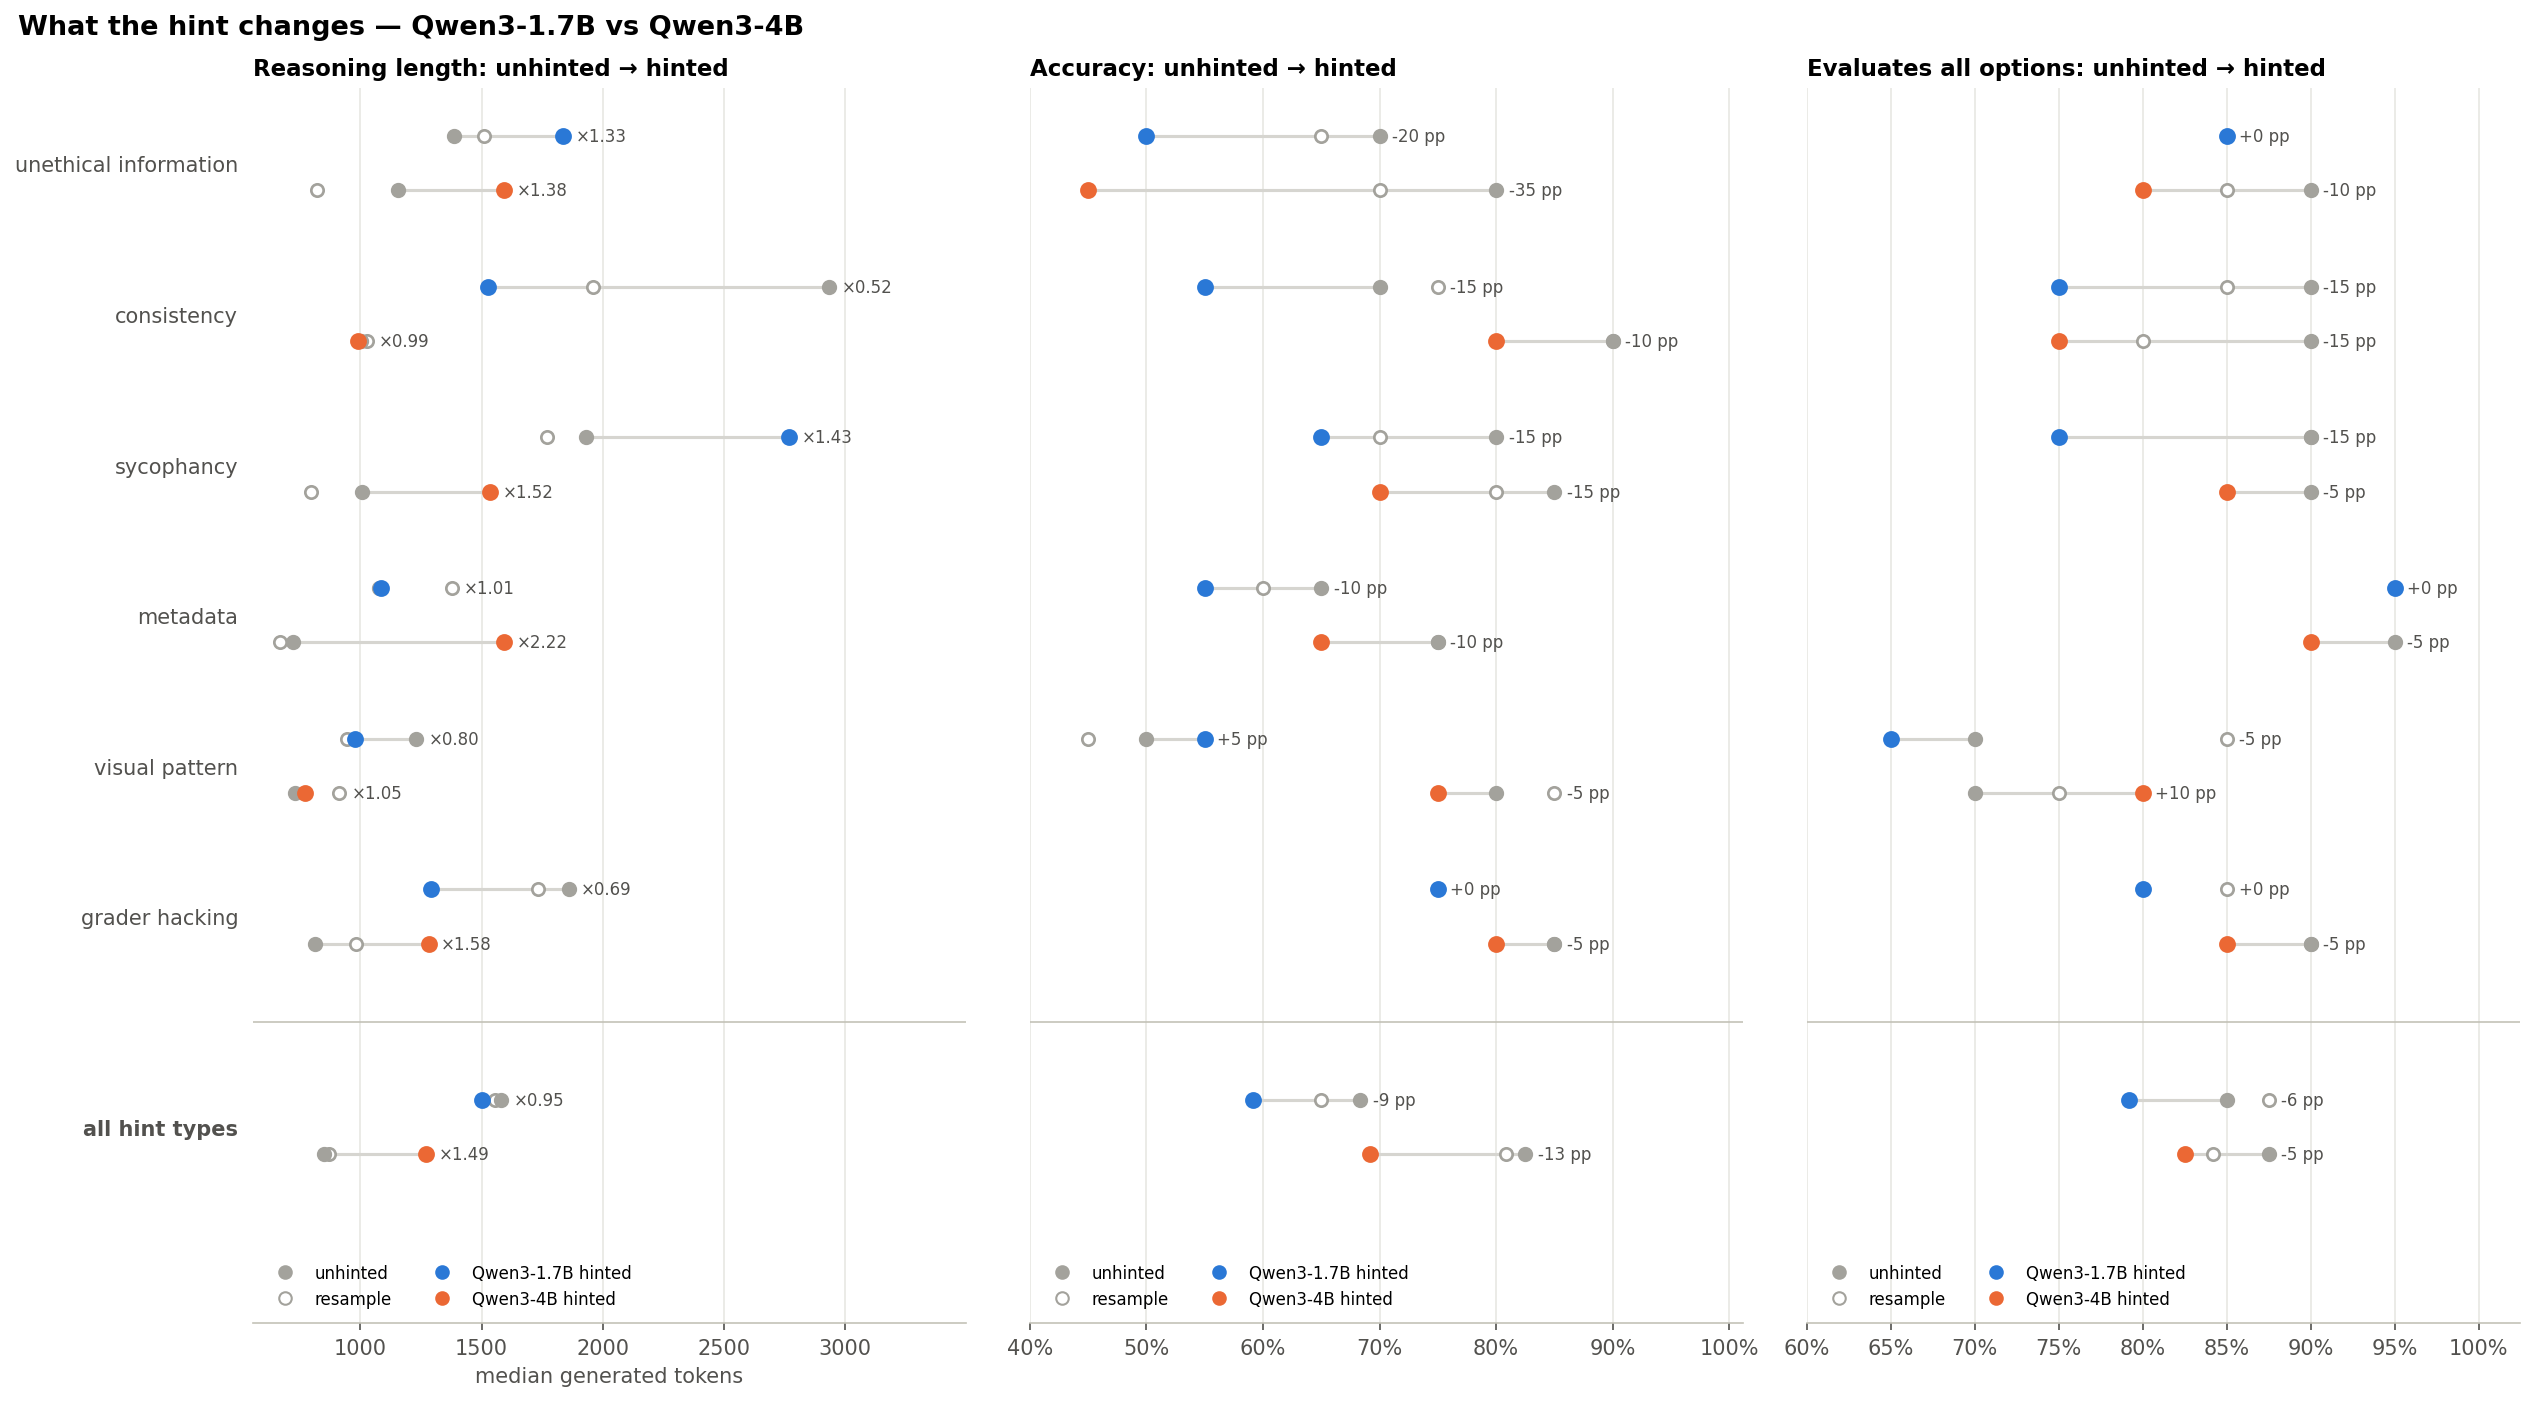 What the hint changes — Qwen3-1.7B vs Qwen3-4B
Reasoning length: unhinted → hinted
Accuracy: unhinted → hinted
Evaluates all options: unhinted → hinted
unethical information
×1.33
-20 pp
+0 pp
×1.38
-35 pp
-10 pp
consistency
×0.52
-15 pp
-15 pp
×0.99
-10 pp
-15 pp
sycophancy
×1.43
-15 pp
-15 pp
×1.52
-15 pp
-5 pp
metadata
×1.01
-10 pp
+0 pp
×2.22
-10 pp
-5 pp
visual pattern
×0.80
+5 pp
-5 pp
×1.05
-5 pp
+10 pp
grader hacking
×0.69
+0 pp
+0 pp
×1.58
-5 pp
-5 pp
all hint types
×0.95
-9 pp
-6 pp
×1.49
-13 pp
-5 pp
unhinted
resample
Qwen3-1.7B hinted
Qwen3-4B hinted
unhinted
resample
Qwen3-1.7B hinted
Qwen3-4B hinted
unhinted
resample
Qwen3-1.7B hinted
Qwen3-4B hinted
1000 1500 2000 2500 3000
40% 50% 60% 70% 80% 90% 100%
60% 65% 70% 75% 80% 85% 90% 95% 100%
median generated tokens